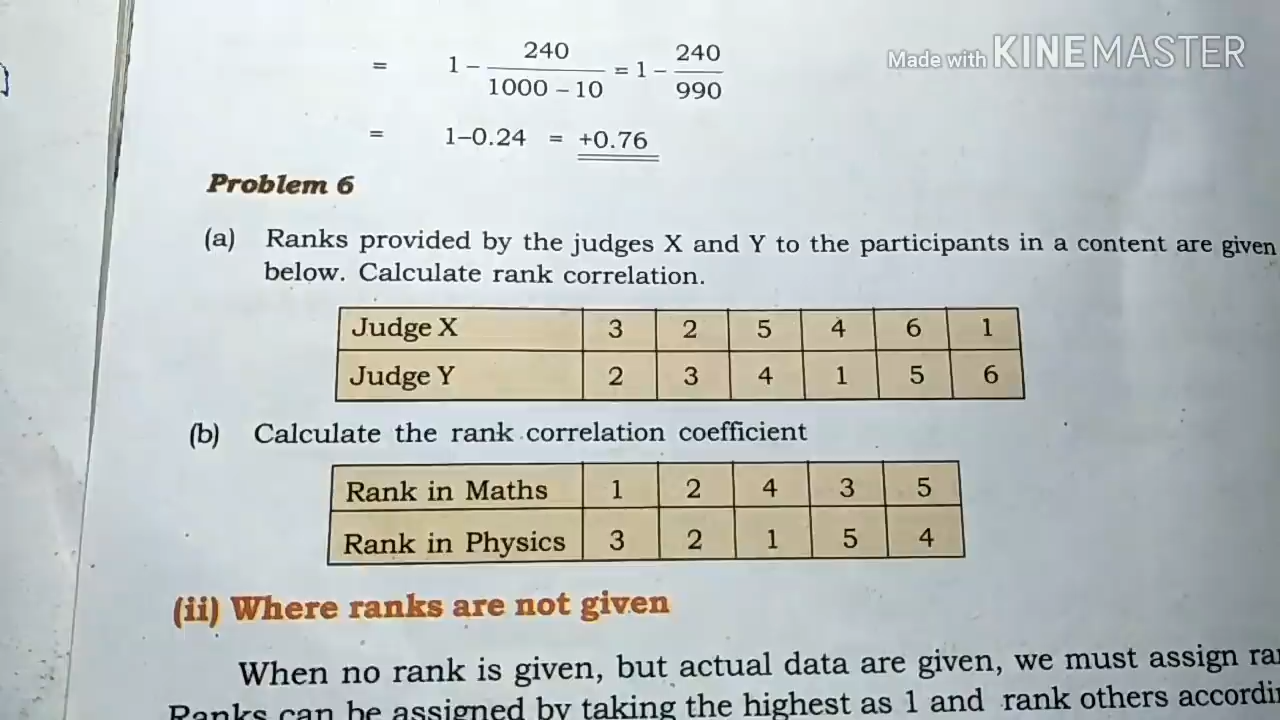 Made with KINEMASTER
= 1 – 240 / 1000 – 10 = 1 – 240 / 990
= 1–0.24 = +0.76
Problem 6
(a) Ranks provided by the judges X and Y to the participants in a content are given
below. Calculate rank correlation.
Judge X 3 2 5 4 6 1
Judge Y 2 3 4 1 5 6
(b) Calculate the rank correlation coefficient
Rank in Maths 1 2 4 3 5
Rank in Physics 3 2 1 5 4
(ii) Where ranks are not given
When no rank is given, but actual data are given, we must assign
Ranks can be assigned by taking the highest as 1 and rank others